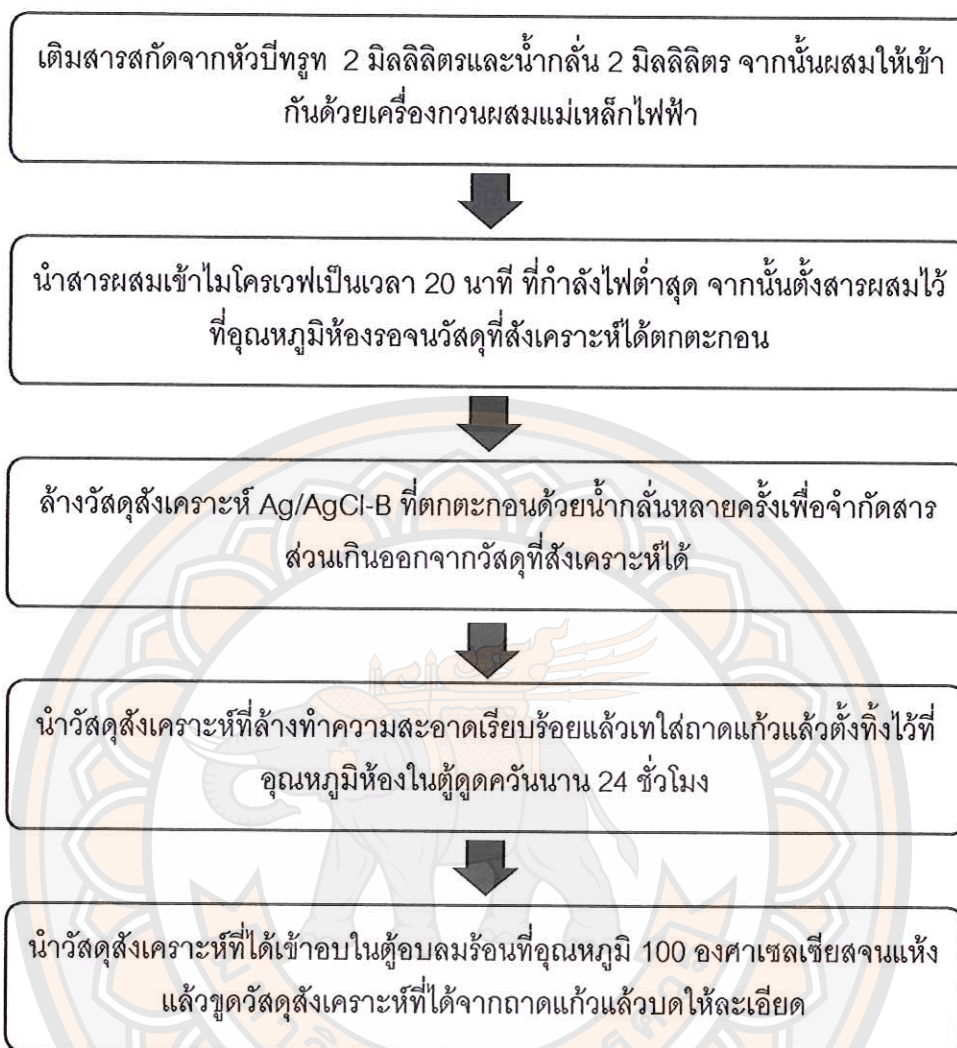 เติมสารสกัดจากหัวบีทรูท 2 มิลลิลิตรและน้ำกลั่น 2 มิลลิลิตร จากนั้นผสมให้เข้า
กันด้วยเครื่องกวนผสมแม่เหล็กไฟฟ้า
นำสารผสมเข้าไมโครเวฟเป็นเวลา 20 นาที ที่กำลังไฟต่ำสุด จากนั้นตั้งสารผสมไว้
ที่อุณหภูมิห้องรอจนวัสดุที่สังเคราะห์ได้ตกตะกอน
ล้างวัสดุสังเคราะห์ Ag/AgCl-B ที่ตกตะกอนด้วยน้ำกลั่นหลายครั้งเพื่อจำกัดสาร
ส่วนเกินออกจากวัสดุที่สังเคราะห์ได้
นำวัสดุสังเคราะห์ที่ล้างทำความสะอาดเรียบร้อยแล้วเทใส่ถาดแก้วแล้วตั้งทิ้งไว้ที่
อุณหภูมิห้องในตู้ดูดควันนาน 24 ชั่วโมง
นำวัสดุสังเคราะห์ที่ได้เข้าอบในตู้อบลมร้อนที่อุณหภูมิ 100 องศาเซลเซียสจนแห้ง
แล้วขูดวัสดุสังเคราะห์ที่ได้จากถาดแก้วแล้วบดให้ละเอียด